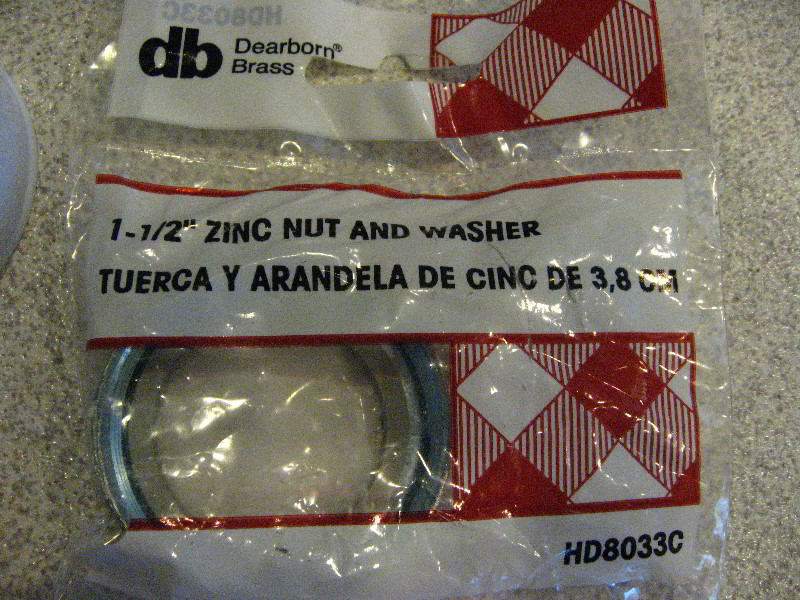 HD8033C
db Dearborn®
Brass
1-1/2" ZINC NUT AND WASHER
TUERCA Y ARANDELA DE CINC DE 3,8 CM
HD8033C